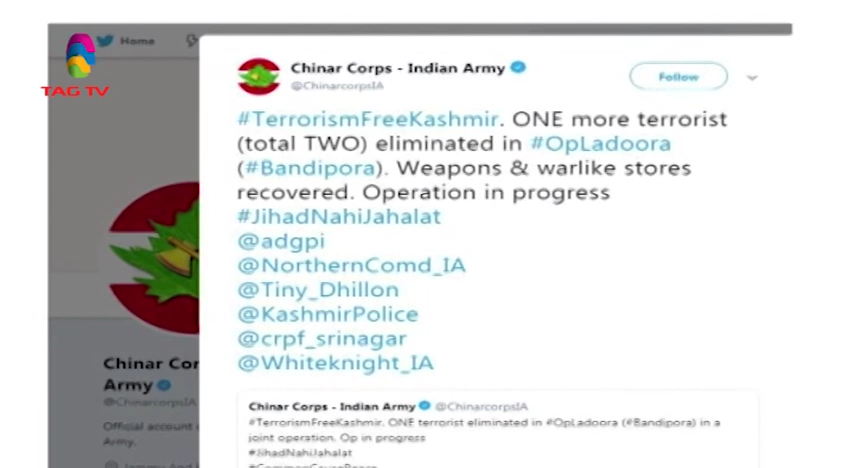 Home
TAG TV
Chinar Corps - Indian Army
@ChinarcorpsIA
Follow
#TerrorismFreeKashmir. ONE more terrorist
(total TWO) eliminated in #OpLadoora
(#Bandipora). Weapons & warlike stores
recovered. Operation in progress
#JihadNahiJahalat
@adgpi
@NorthernComd_IA
@Tiny_Dhillon
@KashmirPolice
@crpf_srinagar
@Whiteknight_IA
Chinar Cor
Army
@ChinarcorpsIA
Official account
Army.
Jammu And
Chinar Corps - Indian Army @ChinarcorpsIA
#TerrorismFreeKashmir. ONE terrorist eliminated in #OpLadoora (#Bandipora) in a
joint operation. Op in progress
#JihadNahiJahalat